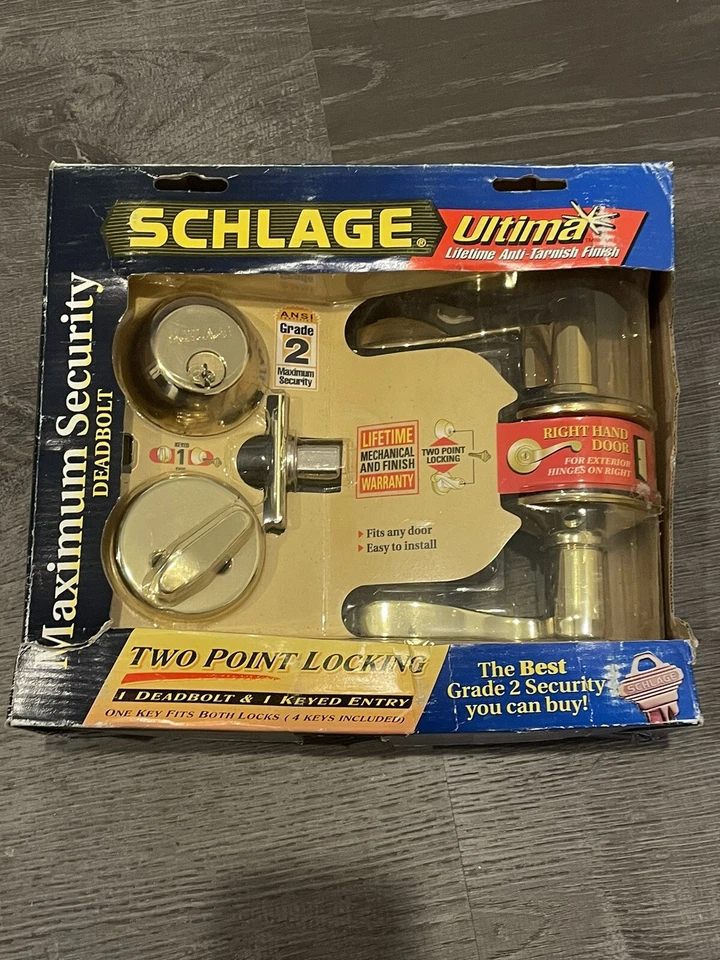 SCHLAGE®
Ultima
Lifetime Anti-Tarnish Finish
Maximum Security
DEADBOLT
ANSI
Grade
2
Maximum
Security
KEYED
1
LIFETIME
MECHANICAL
AND FINISH
WARRANTY
TWO POINT
LOCKING
RIGHT HAND
DOOR
FOR EXTERIOR
HINGES ON RIGHT
Fits any door
Easy to install
TWO POINT LOCKING
1 DEADBOLT & 1 KEYED ENTRY
ONE KEY FITS BOTH LOCKS (4 KEYS INCLUDED)
The Best
Grade 2 Security
you can buy!
SCHLAGE